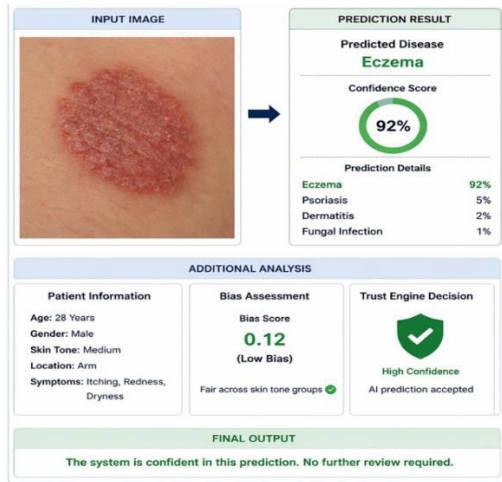 INPUT IMAGE
PREDICTION RESULT
Predicted Disease
Eczema
Confidence Score
92%
Prediction Details
Eczema 92%
Psoriasis 5%
Dermatitis 2%
Fungal Infection 1%
ADDITIONAL ANALYSIS
Patient Information
Age: 28 Years
Gender: Male
Skin Tone: Medium
Location: Arm
Symptoms: Itching, Redness,
Dryness
Bias Assessment
Bias Score
0.12
(Low Bias)
Fair across skin tone groups
Trust Engine Decision
High Confidence
AI prediction accepted
FINAL OUTPUT
The system is confident in this prediction. No further review required.